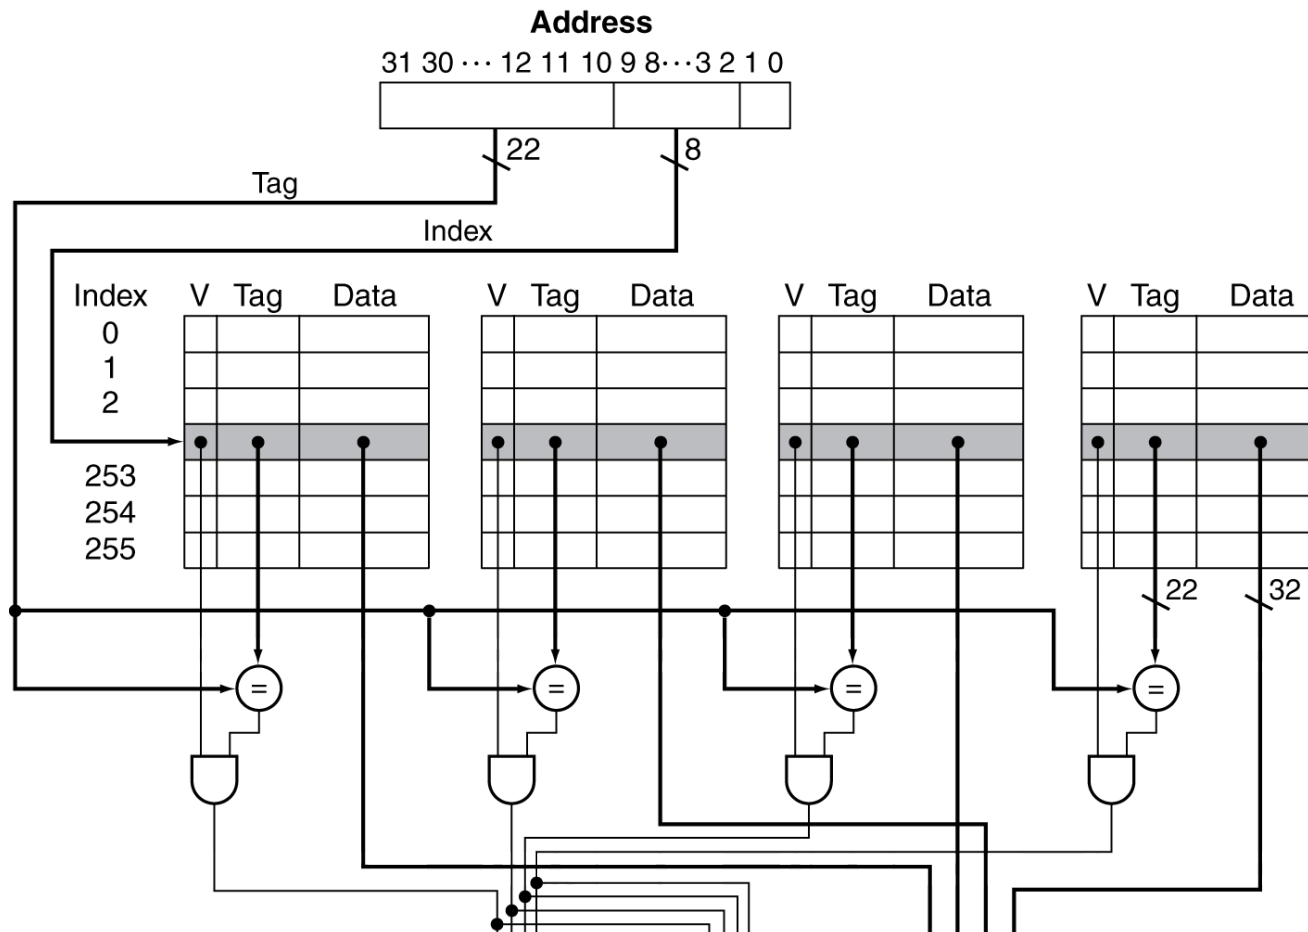 Address
31 30 ··· 12 11 10 9 8···3 2 1 0
22
8
Tag
Index
Index V Tag Data V Tag Data V Tag Data V Tag Data
0
1
2
253
254
255
22
32
= = = =